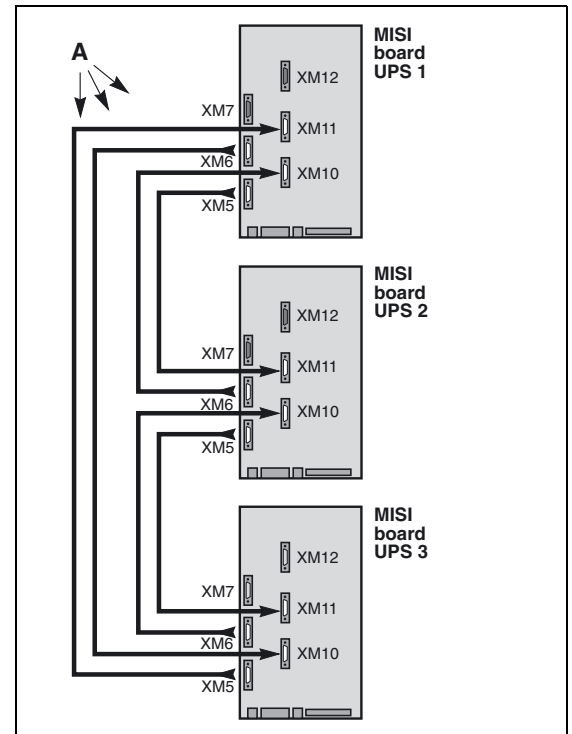 A
MISI
board
UPS 1
XM12
XM7
XM11
XM6
XM10
XM5
MISI
board
UPS 2
XM12
XM7
XM11
XM6
XM10
XM5
MISI
board
UPS 3
XM12
XM7
XM11
XM6
XM10
XM5